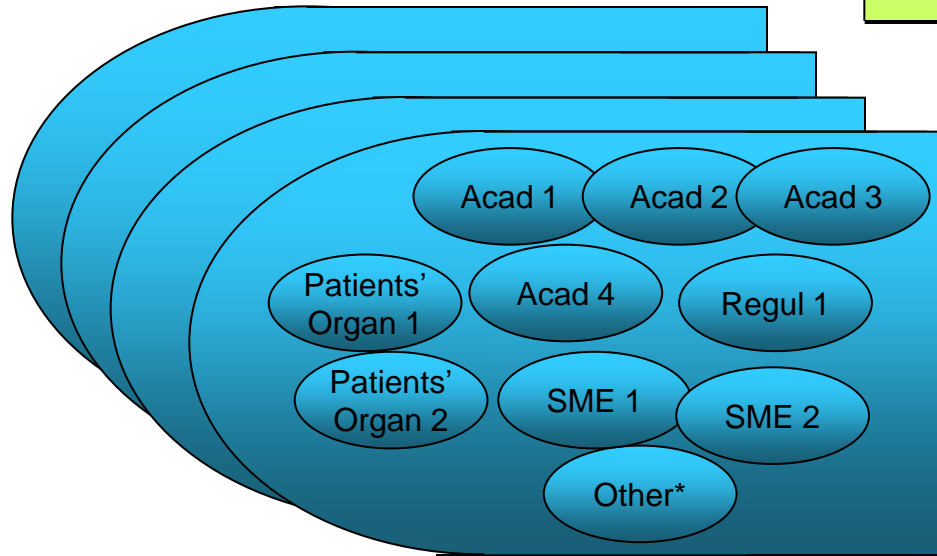 Acad 1
Acad 2
Acad 3
Patients’
Organ 1
Acad 4
Regul 1
Patients’
Organ 2
SME 1
SME 2
Other*